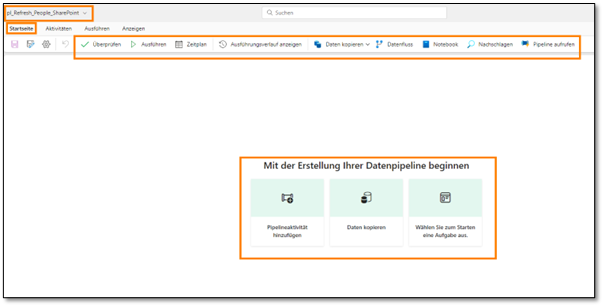 pl_Refresh_People_SharePoint
Suchen
Startseite Aktivitäten Ausführen Anzeigen
Überprüfen Ausführen Zeitplan Ausführungsverlauf anzeigen Daten kopieren Datenfluss Notebook Nachschlagen Pipeline aufrufen
Mit der Erstellung Ihrer Datenpipeline beginnen
Pipelineaktivität
hinzufügen
Daten kopieren
Wählen Sie zum Starten
eine Aufgabe aus.